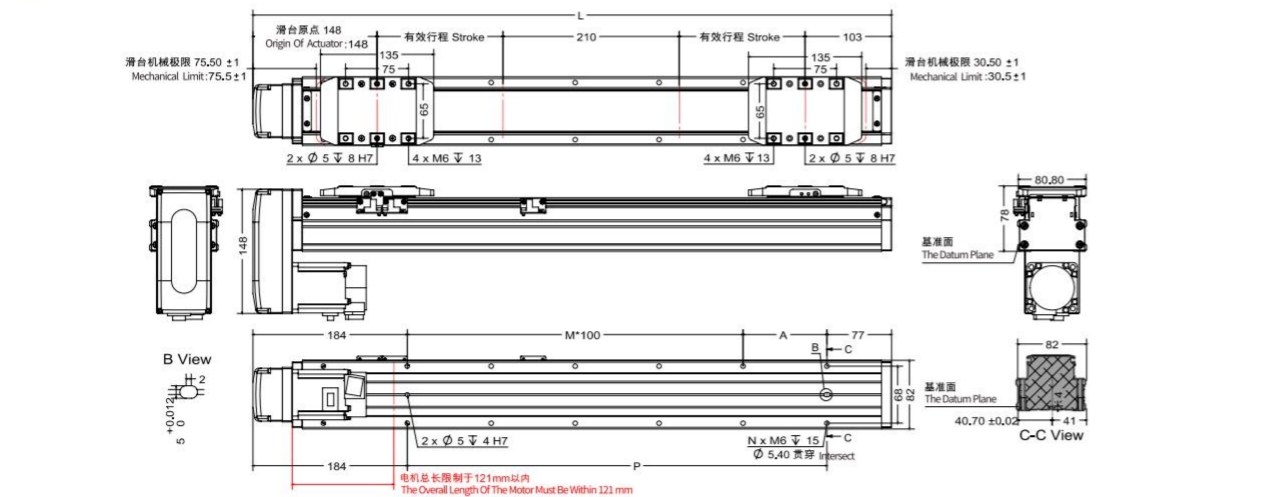 L
滑台原点 148
Origin Of Actuator:148
有效行程 Stroke
210
有效行程 Stroke
103
135
75
135
75
滑台机械极限 75.50 ±1
Mechanical Limit:75.5±1
滑台机械极限 30.50 ±1
Mechanical Limit:30.5±1
65
65
2 x Ø 5 ↧ 8 H7
4 x M6 ↧ 13
4 x M6 ↧ 13
2 x Ø 5 ↧ 8 H7
148
80.80
78
基准面
The Datum Plane
184
M*100
A
77
B View
2
+0.012
5 0
B
C
68
82
82
基准面
The Datum Plane
4
40.70 ±0.02
41
C-C View
2 x Ø 5 ↧ 4 H7
N x M6 ↧ 15
C
Ø 5.40 贯穿 Intersect
184
P
电机总长限制于121mm以内
The Overall Length Of The Motor Must Be Within 121 mm